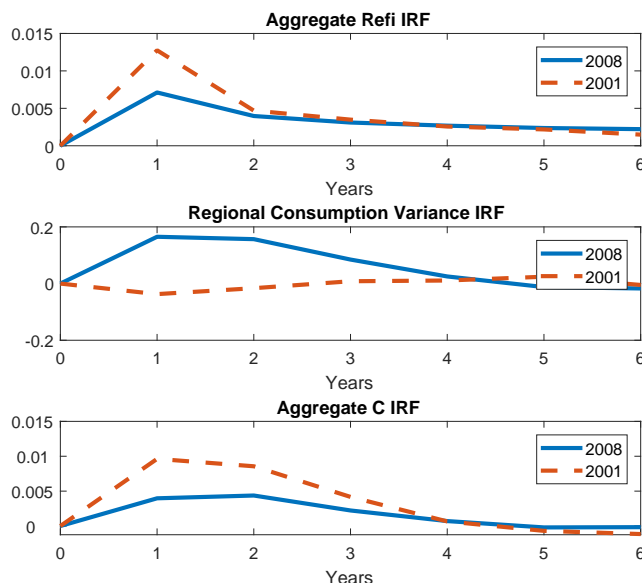 Aggregate Refi IRF
0.015
0.01
0.005
0
2008
2001
0 1 2 3 4 5 6
Years
Regional Consumption Variance IRF
0.2
0
-0.2
2008
2001
0 1 2 3 4 5 6
Years
Aggregate C IRF
0.015
0.01
0.005
0
2008
2001
0 1 2 3 4 5 6
Years